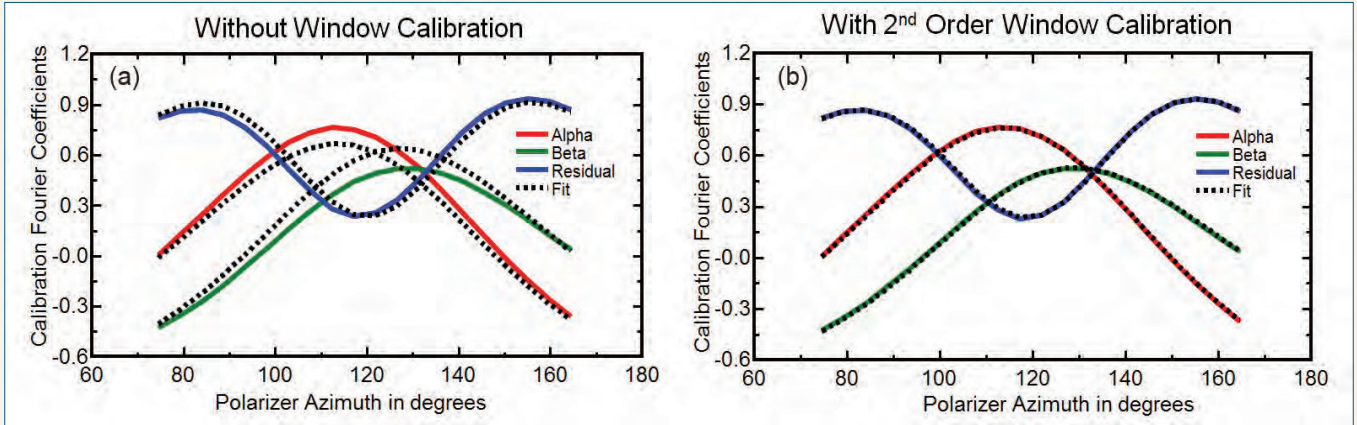 Without Window Calibration
(a)
Calibration Fourier Coefficients
1.2
0.9
0.6
0.3
-0.0
-0.3
-0.6
Alpha
Beta
Residual
Fit
60 80 100 120 140 160 180
Polarizer Azimuth in degrees
With 2nd Order Window Calibration
(b)
Calibration Fourier Coefficients
1.2
0.9
0.6
0.3
-0.0
-0.3
-0.6
Alpha
Beta
Residual
Fit
60 80 100 120 140 160 180
Polarizer Azimuth in degrees